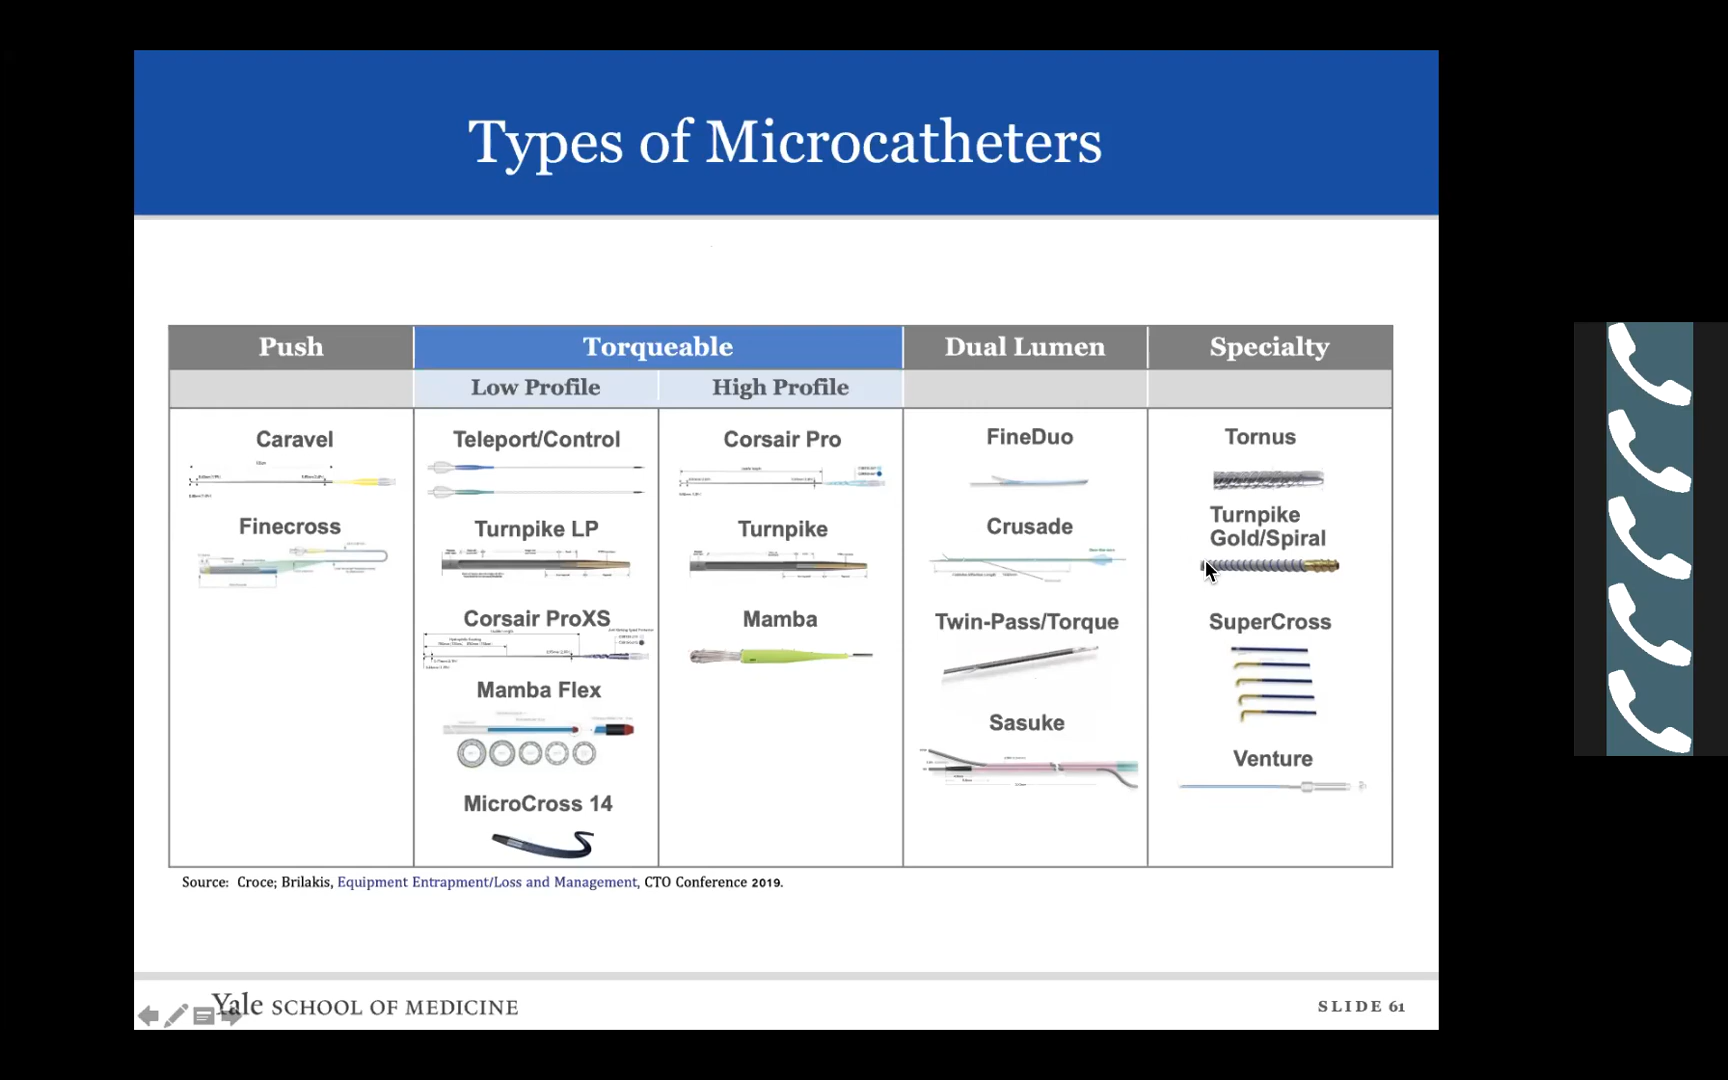 Types of Microcatheters
Push
Torqueable
Dual Lumen
Specialty
Low Profile
High Profile
Caravel
Finecross
Teleport/Control
Turnpike LP
Corsair ProXS
Mamba Flex
MicroCross 14
Corsair Pro
Turnpike
Mamba
FineDuo
Crusade
Twin-Pass/Torque
Sasuke
Tornus
Turnpike
Gold/Spiral
SuperCross
Venture
Source: Croce; Brilakis, Equipment Entrapment/Loss and Management, CTO Conference 2019.
Yale SCHOOL OF MEDICINE
SLIDE 61